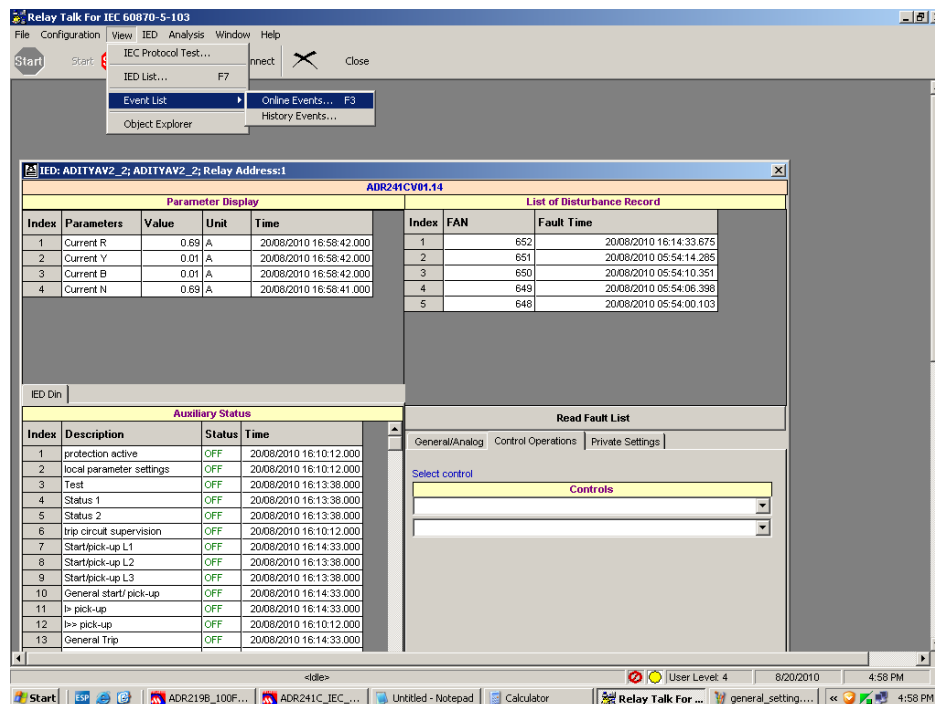 Relay Talk For IEC 60870-5-103
File Configuration View IED Analysis Window Help
Start Start nnect Close
IEC Protocol Test...
IED List... F7
Event List Online Events... F3
History Events...
Object Explorer
IED: ADITYAV2_2; ADITYAV2_2; Relay Address:1
ADR241CV01.14
Parameter Display
Index Parameters Value Unit Time
1 Current R 0.69 A 20/08/2010 16:58:42.000
2 Current Y 0.01 A 20/08/2010 16:58:42.000
3 Current B 0.01 A 20/08/2010 16:58:42.000
4 Current N 0.69 A 20/08/2010 16:58:41.000
List of Disturbance Record
Index FAN Fault Time
1 652 20/08/2010 16:14:33.675
2 651 20/08/2010 05:54:14.285
3 650 20/08/2010 05:54:10.351
4 649 20/08/2010 05:54:06.398
5 648 20/08/2010 05:54:00.103
IED Din
Auxiliary Status
Index Description Status Time
1 protection active OFF 20/08/2010 16:10:12.000
2 local parameter settings OFF 20/08/2010 16:10:12.000
3 Test OFF 20/08/2010 16:13:38.000
4 Status 1 OFF 20/08/2010 16:13:38.000
5 Status 2 OFF 20/08/2010 16:13:38.000
6 trip circuit supervision OFF 20/08/2010 16:10:12.000
7 Start/pick-up L1 OFF 20/08/2010 16:14:33.000
8 Start/pick-up L2 OFF 20/08/2010 16:13:38.000
9 Start/pick-up L3 OFF 20/08/2010 16:13:38.000
10 General start/ pick-up OFF 20/08/2010 16:14:33.000
11 I> pick-up OFF 20/08/2010 16:14:33.000
12 I>> pick-up OFF 20/08/2010 16:10:12.000
13 General Trip OFF 20/08/2010 16:14:33.000
Read Fault List
General/Analog Control Operations Private Settings
Select control
Controls
<Idle> User Level: 4 8/20/2010 4:58 PM
Start ESP ADR219B_100F... ADR241C_IEC_... Untitled - Notepad Calculator Relay Talk For ... general_setting.... « 4:58 PM